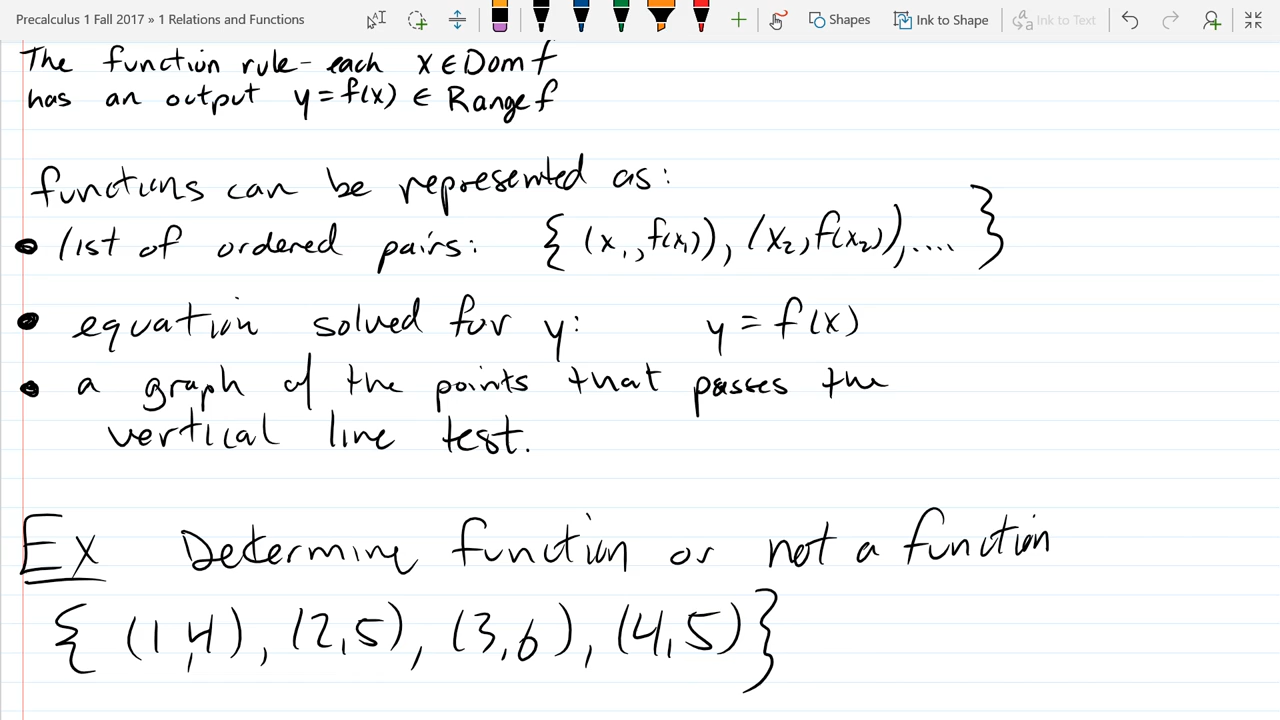 Precalculus 1 Fall 2017 » 1 Relations and Functions
Shapes
Ink to Shape
Ink to Text
The function rule - each x ∈ Dom f
has an output y = f(x) ∈ Range f
functions can be represented as:
• list of ordered pairs: { (x₁, f(x₁)), (x₂, f(x₂)), .... }
• equation solved for y: y = f(x)
• a graph of the points that passes the
vertical line test.
Ex Determine function or not a function
{ (1,4), (2,5), (3,6), (4,5) }